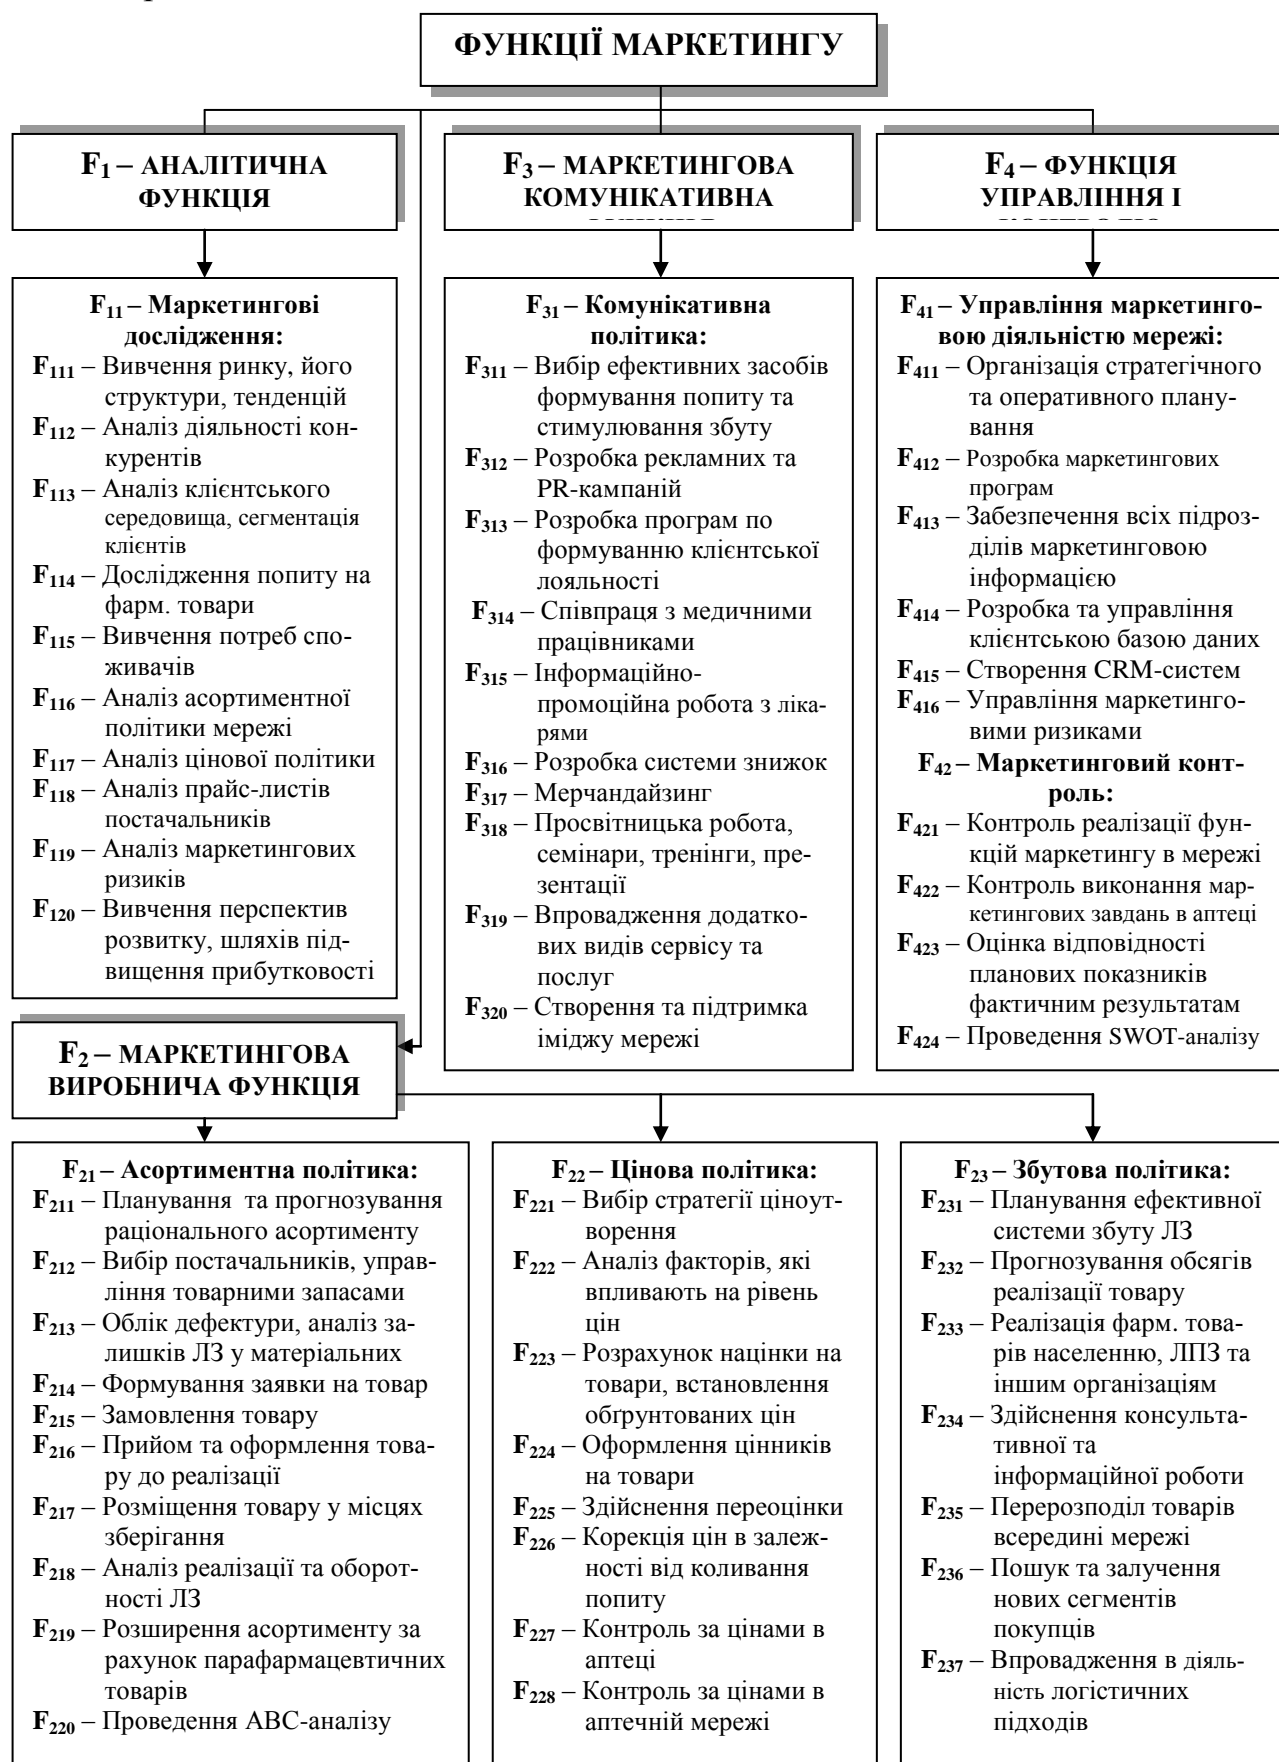 ФУНКЦІЇ МАРКЕТИНГУ
F1 – АНАЛІТИЧНА
ФУНКЦІЯ
F3 – МАРКЕТИНГОВА
КОМУНІКАТИВНА
F4 – ФУНКЦІЯ
УПРАВЛІННЯ І
F11 – Маркетингові
дослідження:
F111 – Вивчення ринку, його
структури, тенденцій
F112 – Аналіз діяльності кон-
курентів
F113 – Аналіз клієнтського
середовища, сегментація
клієнтів
F114 – Дослідження попиту на
фарм. товари
F115 – Вивчення потреб спо-
живачів
F116 – Аналіз асортиментної
політики мережі
F117 – Аналіз цінової політики
F118 – Аналіз прайс-листів
постачальників
F119 – Аналіз маркетингових
ризиків
F120 – Вивчення перспектив
розвитку, шляхів під-
вищення прибутковості
F31 – Комунікативна
політика:
F311 – Вибір ефективних засобів
формування попиту та
стимулювання збуту
F312 – Розробка рекламних та
PR-кампаній
F313 – Розробка програм по
формуванню клієнтської
лояльності
F314 – Співпраця з медичними
працівниками
F315 – Інформаційно-
промоційна робота з ліка-
рями
F316 – Розробка системи знижок
F317 – Мерчандайзинг
F318 – Просвітницька робота,
семінари, тренінги, пре-
зентації
F319 – Впровадження додатко-
вих видів сервісу та
послуг
F320 – Створення та підтримка
іміджу мережі
F41 – Управління маркетинго-
вою діяльністю мережі:
F411 – Організація стратегічного
та оперативного плану-
вання
F412 – Розробка маркетингових
програм
F413 – Забезпечення всіх підроз-
ділів маркетинговою
інформацією
F414 – Розробка та управління
клієнтською базою даних
F415 – Створення CRM-систем
F416 – Управління маркетинго-
вими ризиками
F42 – Маркетинговий конт-
роль:
F421 – Контроль реалізації фун-
кцій маркетингу в мережі
F422 – Контроль виконання мар-
кетингових завдань в аптеці
F423 – Оцінка відповідності
планових показників
фактичним результатам
F424 – Проведення SWOT-аналізу
F2 – МАРКЕТИНГОВА
ВИРОБНИЧА ФУНКЦІЯ
F21 – Асортиментна політика:
F211 – Планування та прогнозування
раціонального асортименту
F212 – Вибір постачальників, управ-
ління товарними запасами
F213 – Облік дефектури, аналіз за-
лишків ЛЗ у матеріальних
F214 – Формування заявки на товар
F215 – Замовлення товару
F216 – Прийом та оформлення това-
ру до реалізації
F217 – Розміщення товару у місцях
зберігання
F218 – Аналіз реалізації та оборот-
ності ЛЗ
F219 – Розширення асортименту за
рахунок парафармацевтичних
товарів
F220 – Проведення АВС-аналізу
F22 – Цінова політика:
F221 – Вибір стратегії ціноут-
ворення
F222 – Аналіз факторів, які
впливають на рівень
цін
F223 – Розрахунок націнки на
товари, встановлення
обґрунтованих цін
F224 – Оформлення цінників
на товари
F225 – Здійснення переоцінки
F226 – Корекція цін в залеж-
ності від коливання
попиту
F227 – Контроль за цінами в
аптеці
F228 – Контроль за цінами в
аптечній мережі
F23 – Збутова політика:
F231 – Планування ефективної
системи збуту ЛЗ
F232 – Прогнозування обсягів
реалізації товару
F233 – Реалізація фарм. това-
рів населенню, ЛПЗ та
іншим організаціям
F234 – Здійснення консульта-
тивної та
інформаційної роботи
F235 – Перерозподіл товарів
всередині мережі
F236 – Пошук та залучення
нових сегментів
покупців
F237 – Впровадження в діяль-
ність логістичних
підходів